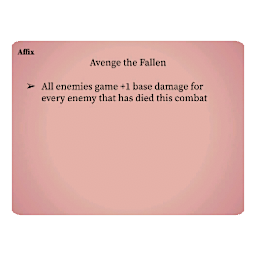 Affix
Avenge the Fallen
➢ All enemies game +1 base damage for
every enemy that has died this combat